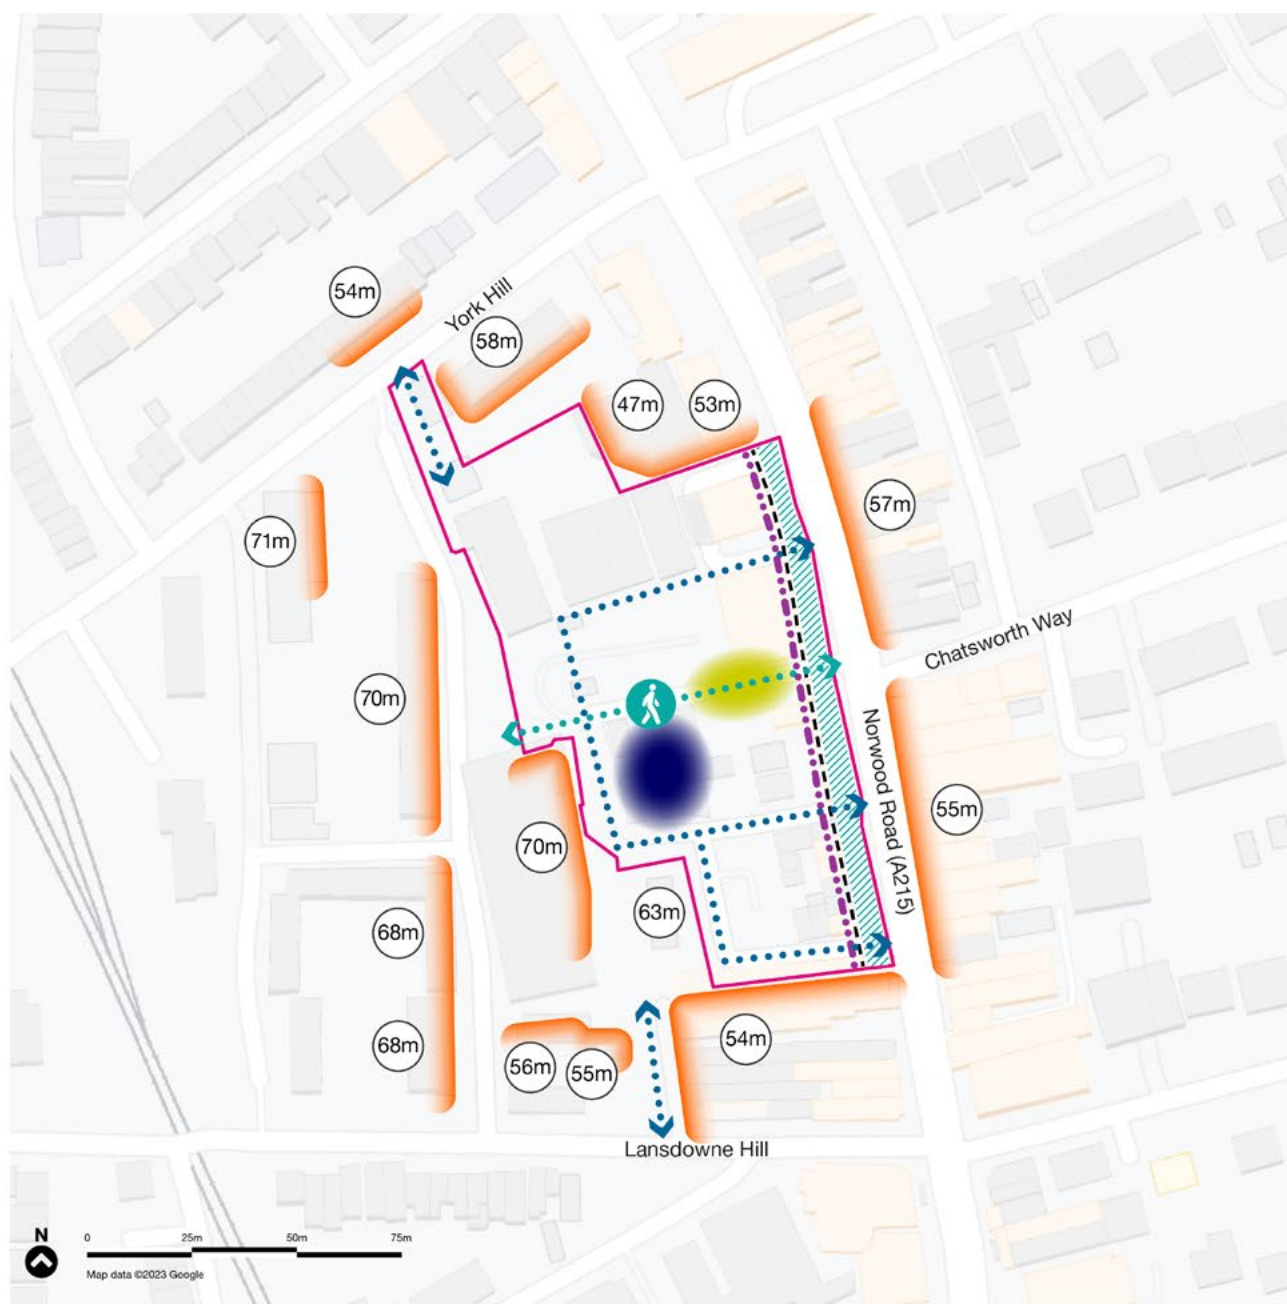 54m
York Hill
58m
47m
53m
57m
71m
Chatsworth Way
70m
Norwood Road (A215)
55m
70m
63m
68m
68m
54m
56m
55m
Lansdowne Hill
N
0 25m 50m 75m
Map data ©2023 Google